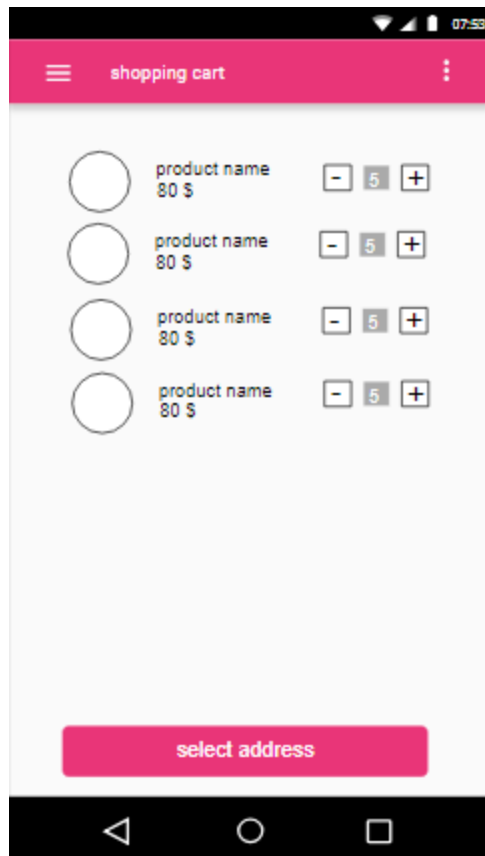 07:53
shopping cart
product name
80 $
- 5 +
product name
80 $
- 5 +
product name
80 $
- 5 +
product name
80 $
- 5 +
select address